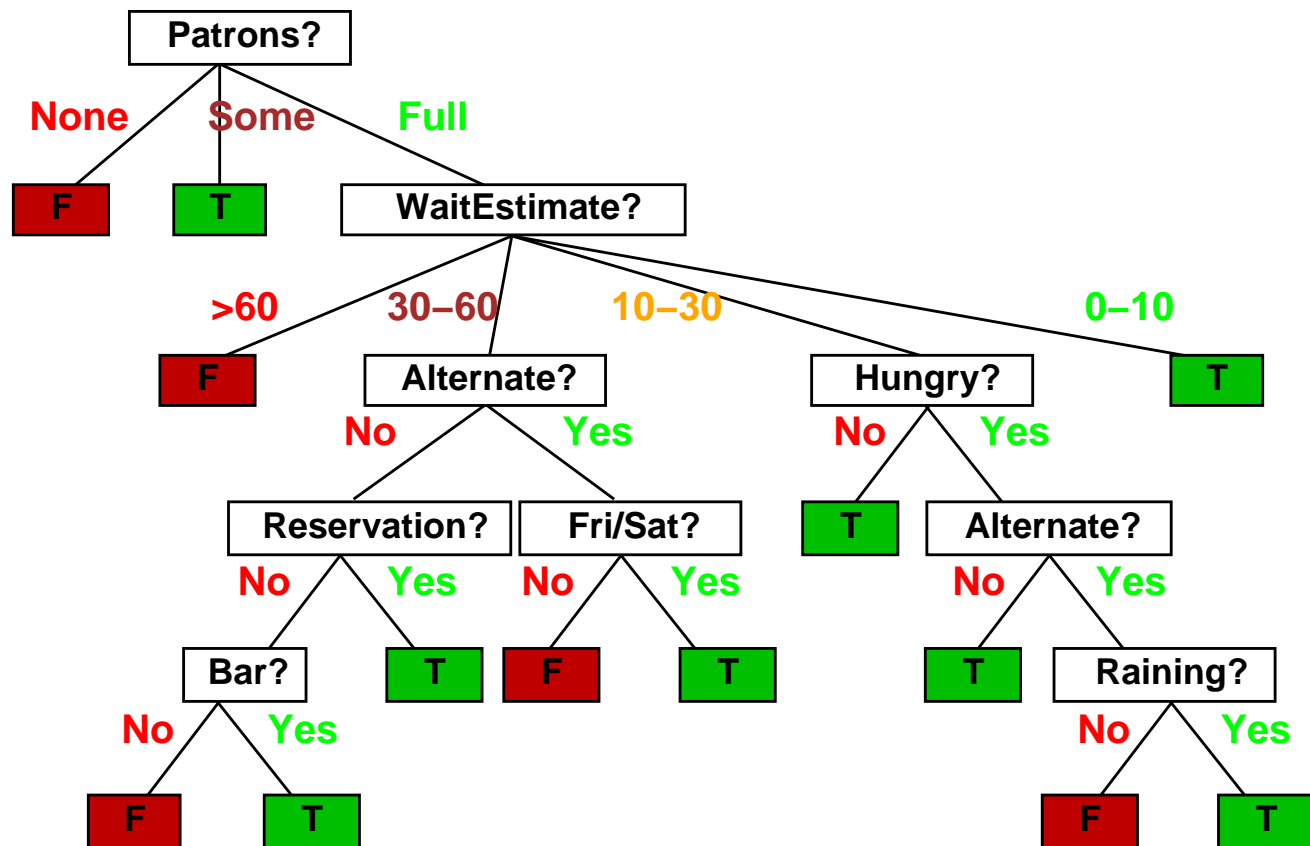 Patrons?
None Some Full
F T WaitEstimate?
>60 30–60 10–30 0–10
F Alternate? Hungry? T
No Yes No Yes
Reservation? Fri/Sat? T Alternate?
No Yes No Yes No Yes
Bar? T F T T Raining?
No Yes No Yes
F T F T